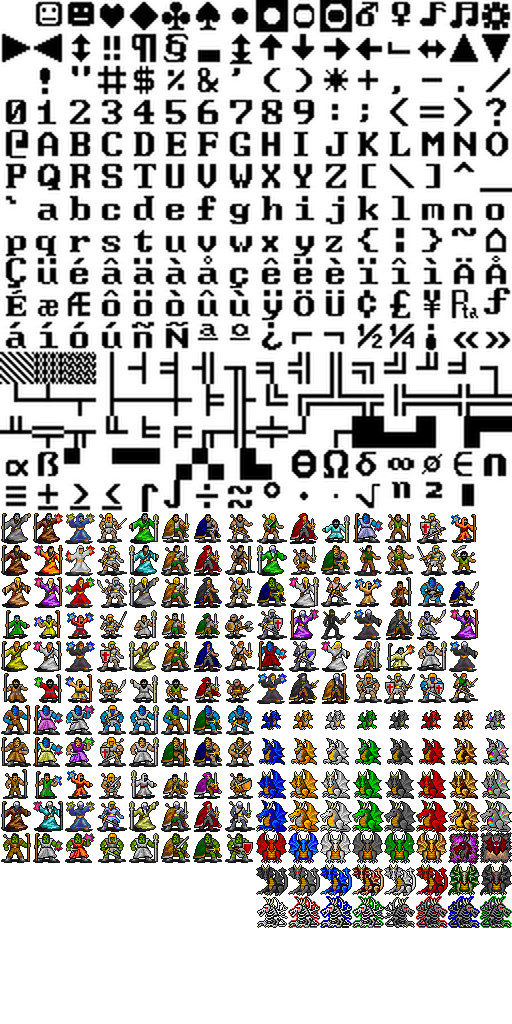 ☺ ☻ ♥ ♦ ♣ ♠ • ◘ ○ ◙ ♂ ♀ ♪ ♫ ☼
► ◄ ↕ ‼ ¶ § ▬ ↨ ↑ ↓ → ← ∟ ↔ ▲ ▼
! " # $ % & ' ( ) * + , - . /
0 1 2 3 4 5 6 7 8 9 : ; < = > ?
@ A B C D E F G H I J K L M N O
P Q R S T U V W X Y Z [ \ ] ^ _
` a b c d e f g h i j k l m n o
p q r s t u v w x y z { ¦ } ~ ⌂
Ç ü é â ä à å ç ê ë è ï î ì Ä Å
É æ Æ ô ö ò û ù ÿ Ö Ü ¢ £ ¥ ₧ ƒ
á í ó ú ñ Ñ ª º ¿ ⌐ ¬ ½ ¼ ¡ « »
α ß Θ Ω δ ∞ ø ∈ ∩
≡ ± ≥ ≤ ⌠ ⌡ ÷ ≈ ° • · √ ⁿ ² ■